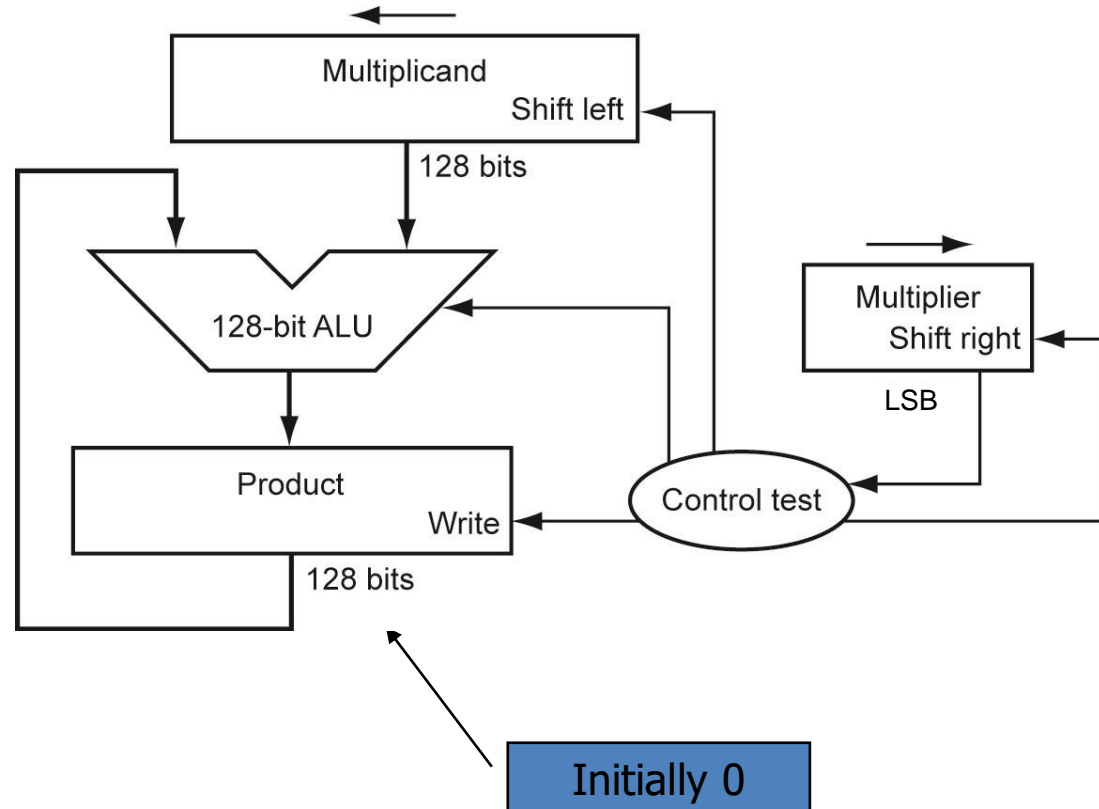 Multiplicand
Shift left
128 bits
128-bit ALU
Multiplier
Shift right
LSB
Product
Write
Control test
128 bits
Initially 0